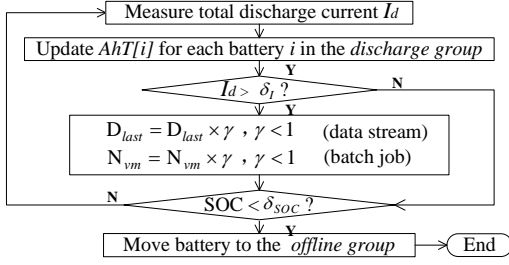 Measure total discharge current I_d
Update AhT[i] for each battery i in the discharge group
Y
I_d > δ_I ?
N
Y
D_last = D_last × γ , γ < 1 (data stream)
N_vm = N_vm × γ , γ < 1 (batch job)
N
SOC < δ_SOC ?
Y
Move battery to the offline group
End